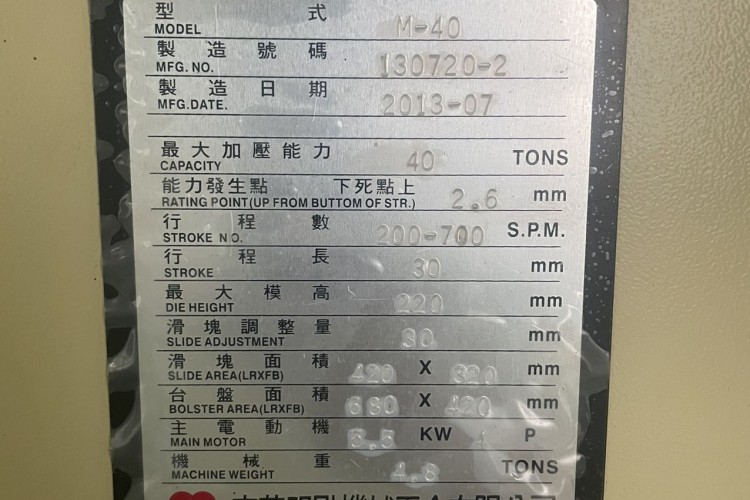 型 式 M-40
MODEL
製 造 號 碼 130720-2
MFG. NO.
製 造 日 期 2013-07
MFG.DATE.
最 大 加 壓 能 力 40 TONS
CAPACITY
能力發生點 下死點上 2.6 mm
RATING POINT(UP FROM BUTTOM OF STR.)
行 程 數 200-700 S.P.M.
STROKE NO.
行 程 長 30 mm
STROKE
最 大 模 高 220 mm
DIE HEIGHT
滑 塊 調 整 量 30 mm
SLIDE ADJUSTMENT
滑 塊 面 積 420 X 320 mm
SLIDE AREA(LRXFB)
台 盤 面 積 X 420 mm
BOLSTER AREA(LRXFB)
主 電 動 機 5.5 KW P
MAIN MOTOR
機 械 重 TONS
MACHINE WEIGHT